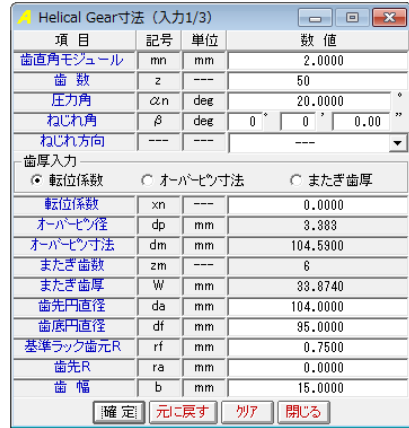 Helical Gear寸法 (入力1/3)
項 目 記号 単位 数 値
歯直角モジュール mn mm 2.0000
歯 数 z --- 50
圧力角 αn deg 20.0000 °
ねじれ角 β deg 0 ° 0 ' 0.00 "
ねじれ方向 --- --- ---
歯厚入力
転位係数 オーバーピン寸法 またぎ歯厚
転位係数 xn --- 0.0000
オーバーピン径 dp mm 3.383
オーバーピン寸法 dm mm 104.5900
またぎ歯数 zm --- 6
またぎ歯厚 W mm 33.8740
歯先円直径 da mm 104.0000
歯底円直径 df mm 95.0000
基準ラック歯元R rf mm 0.7500
歯先R ra mm 0.0000
歯 幅 b mm 15.0000
確 定 元に戻す クリア 閉じる